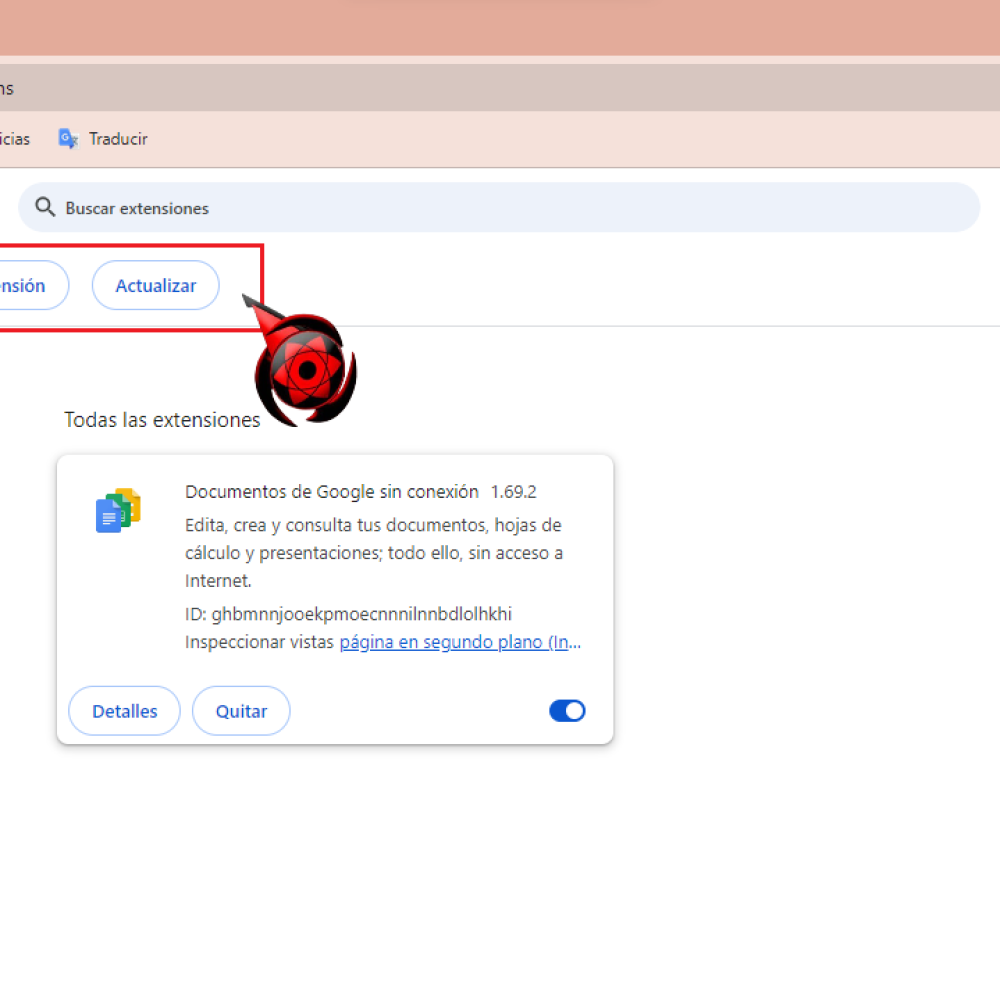 ns
icias
Traducir
Buscar extensiones
ensión
Actualizar
Todas las extensiones
Documentos de Google sin conexión 1.69.2
Edita, crea y consulta tus documentos, hojas de
cálculo y presentaciones; todo ello, sin acceso a
Internet.
ID: ghbmnnjooekpmoecnnnilnnbdlolhkhi
Inspeccionar vistas página en segundo plano (In...
Detalles
Quitar